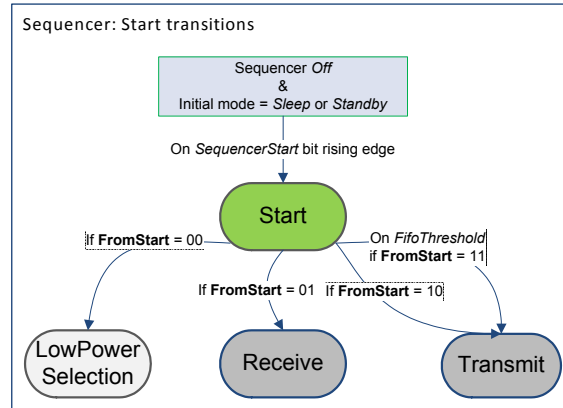 Sequencer: Start transitions
Sequencer Off
&
Initial mode = Sleep or Standby
On SequencerStart bit rising edge
Start
If FromStart = 00
On FifoThreshold
if FromStart = 11
If FromStart = 01
If FromStart = 10
LowPower
Selection
Receive
Transmit